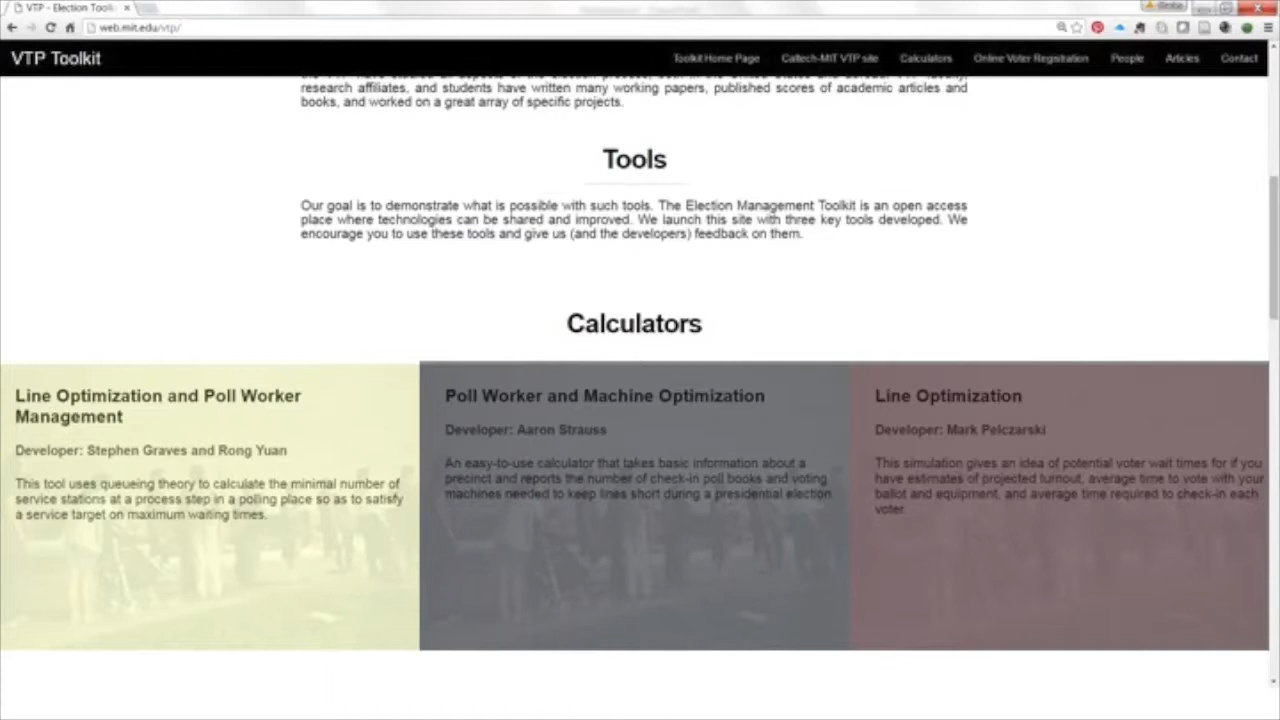 VTP - Election Toolk
web.mit.edu/vtp/
VTP Toolkit
Toolkit Home Page Caltech-MIT VTP site Calculators Online Voter Registration People Articles Contact
research affiliates, and students have written many working papers, published scores of academic articles and
books, and worked on a great array of specific projects.
Tools
Our goal is to demonstrate what is possible with such tools. The Election Management Toolkit is an open access
place where technologies can be shared and improved. We launch this site with three key tools developed. We
encourage you to use these tools and give us (and the developers) feedback on them.
Calculators
Line Optimization and Poll Worker
Management
Developer: Stephen Graves and Rong Yuan
This tool uses queueing theory to calculate the minimal number of
service stations at a process step in a polling place so as to satisfy
a service target on maximum waiting times.
Poll Worker and Machine Optimization
Developer: Aaron Strauss
An easy-to-use calculator that takes basic information about a
precinct and reports the number of check-in poll books and voting
machines needed to keep lines short during a presidential election
Line Optimization
Developer: Mark Pelczarski
This simulation gives an idea of potential voter wait times for if you
have estimates of projected turnout, average time to vote with your
ballot and equipment, and average time required to check-in each
voter.